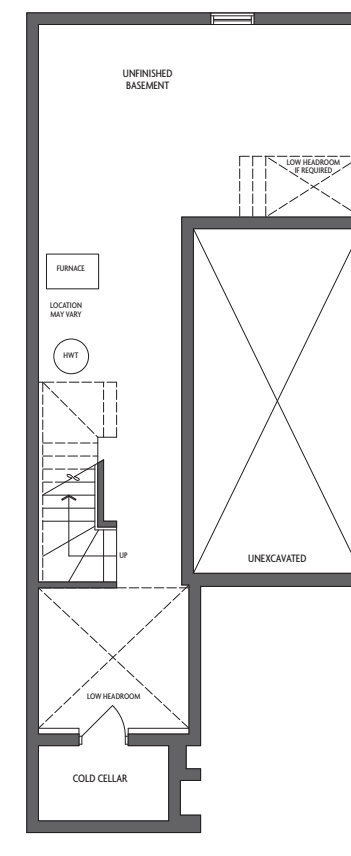 UNFINISHED
BASEMENT
LOW HEADROOM
IF REQUIRED
FURNACE
LOCATION
MAY VARY
HWT
UP
UNEXCAVATED
LOW HEADROOM
COLD CELLAR